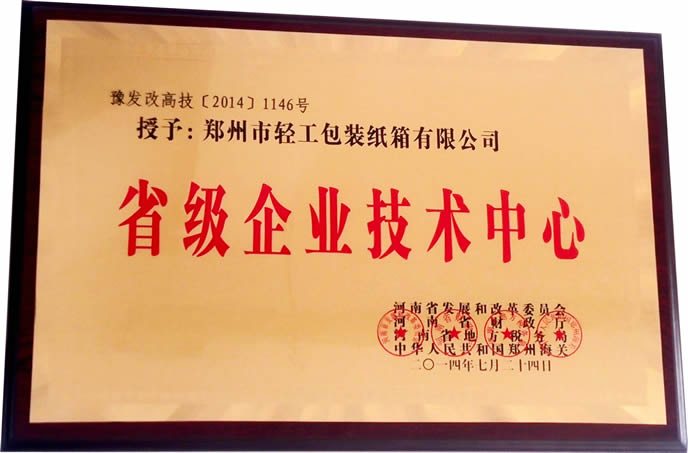 豫发改高技〔2014〕1146号
授予：郑州市轻工包装纸箱有限公司
省级企业技术中心
河南省发展和改革委员会
河南省财政厅
河南省地方税务局
中华人民共和国郑州海关
二〇一四年七月二十四日